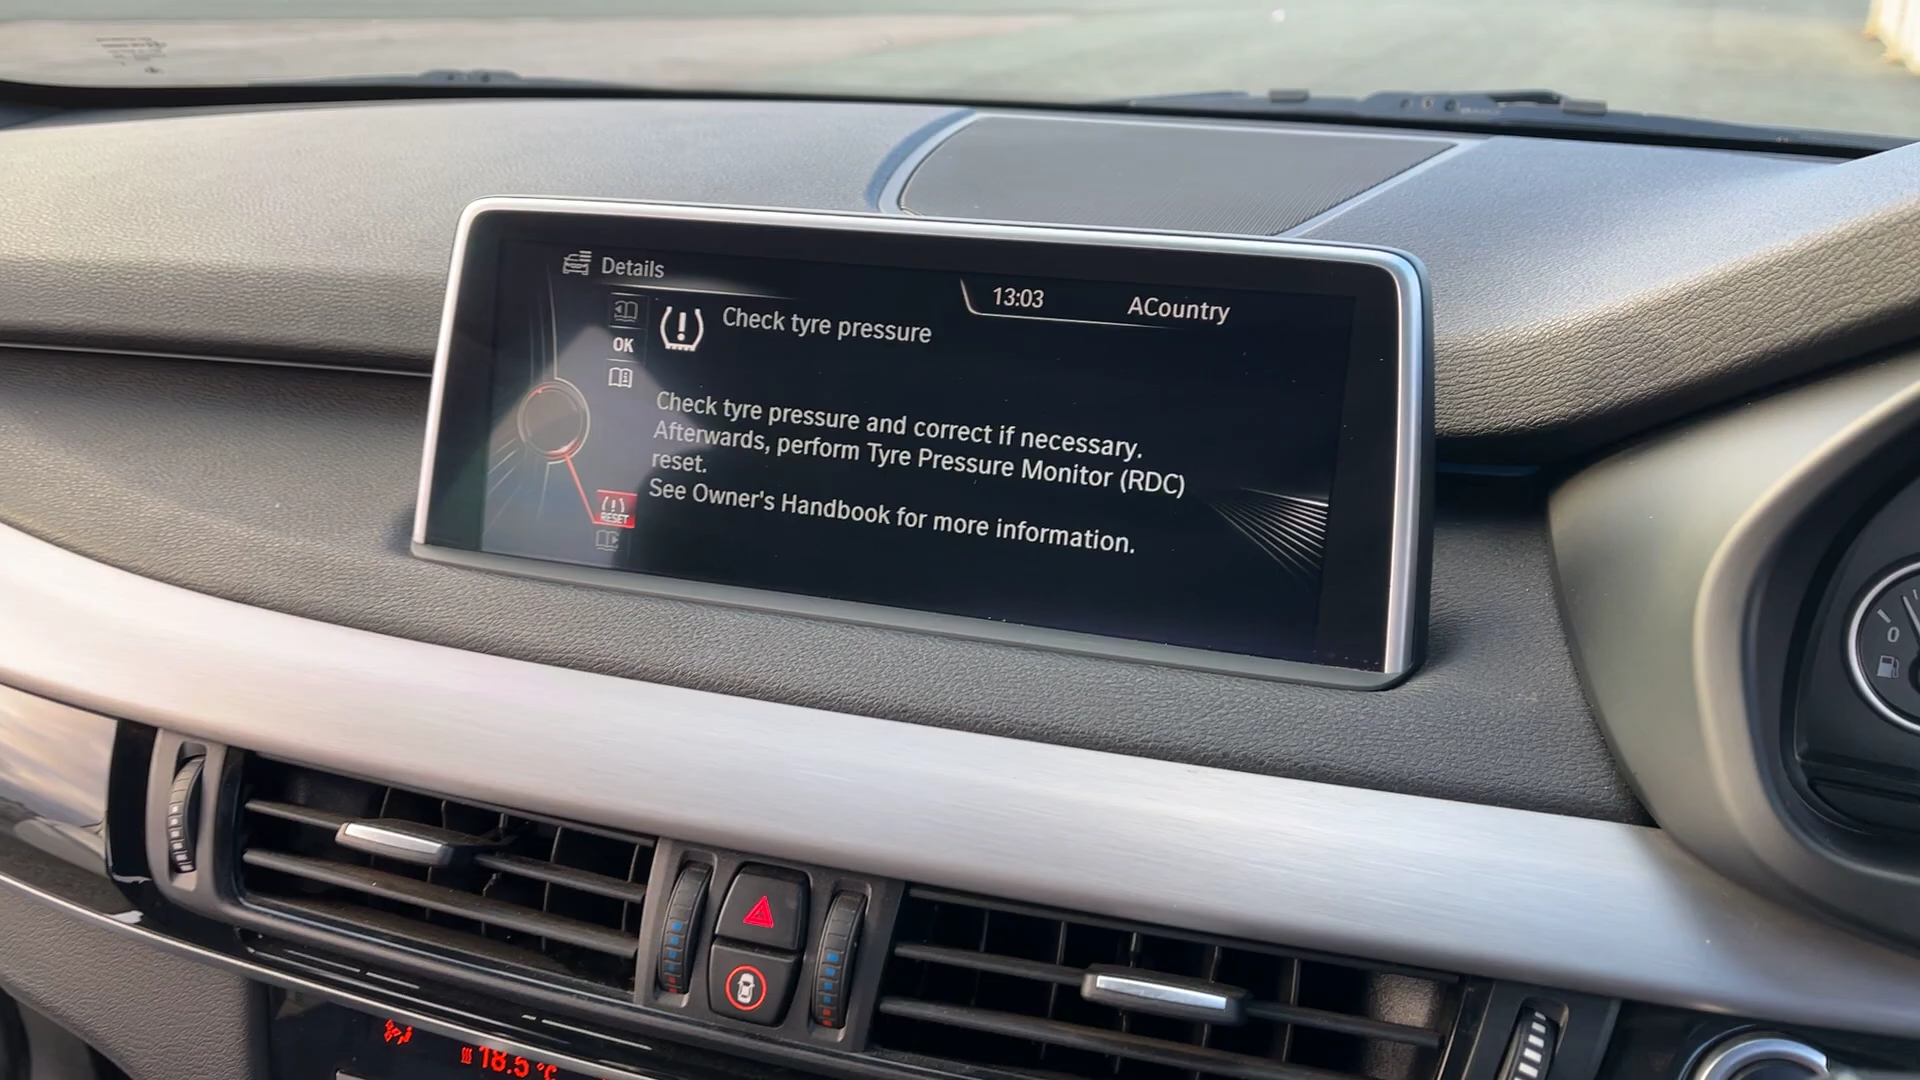 Details
13:03
ACountry
Check tyre pressure
OK
Check tyre pressure and correct if necessary.
Afterwards, perform Tyre Pressure Monitor (RDC)
reset.
See Owner's Handbook for more information.
RESET
0
18.5 °C